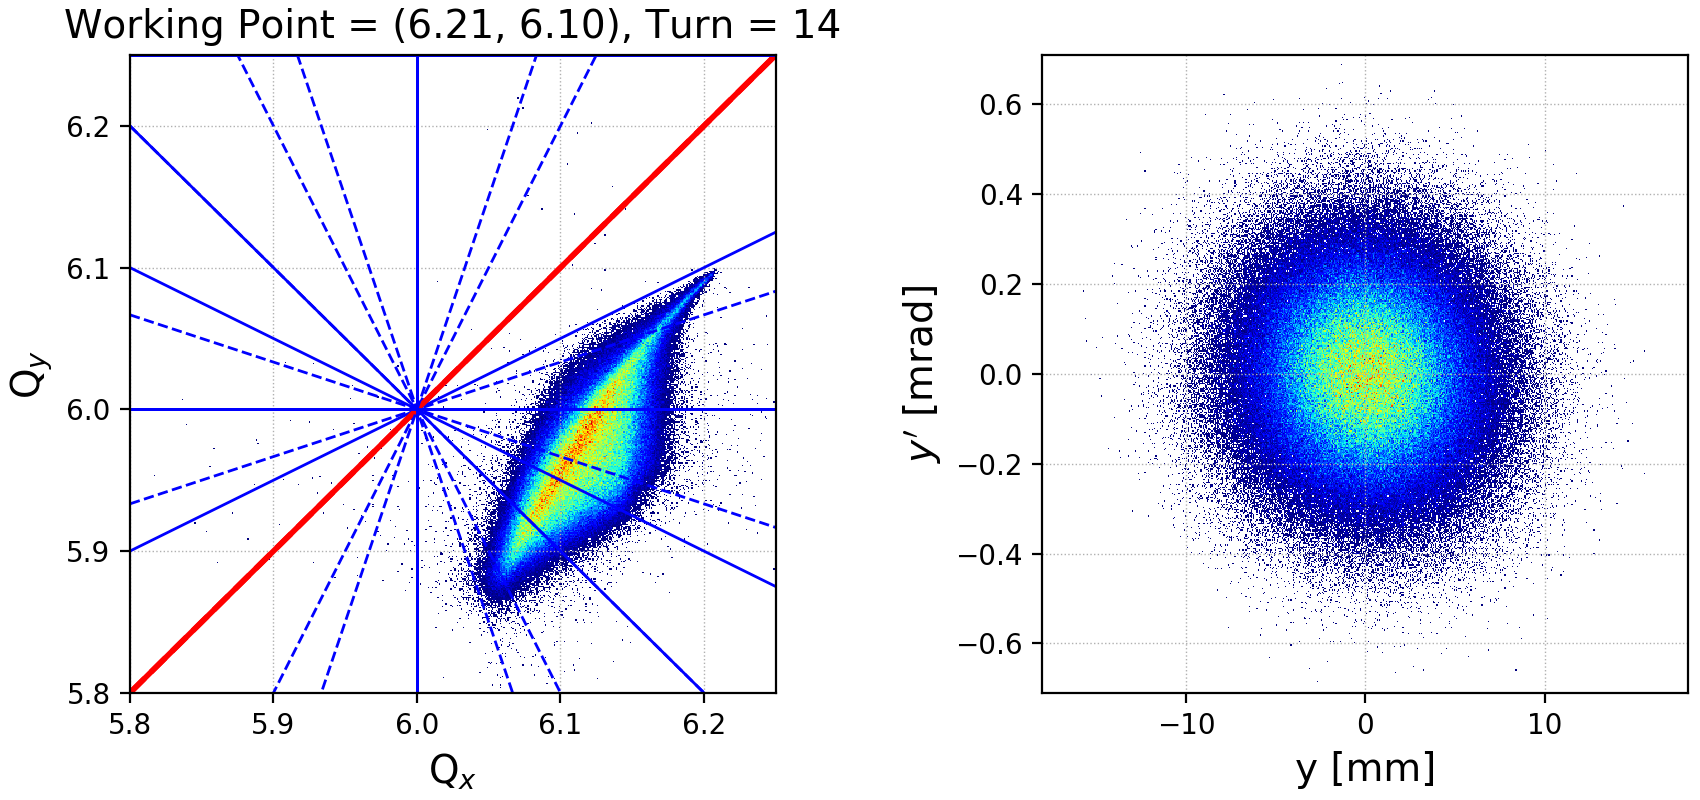 Working Point = (6.21, 6.10), Turn = 14
6.2
6.1
6.0
5.9
5.8
Q_y
5.8 5.9 6.0 6.1 6.2
Q_x
0.6
0.4
0.2
0.0
−0.2
−0.4
−0.6
y′ [mrad]
−10 0 10
y [mm]